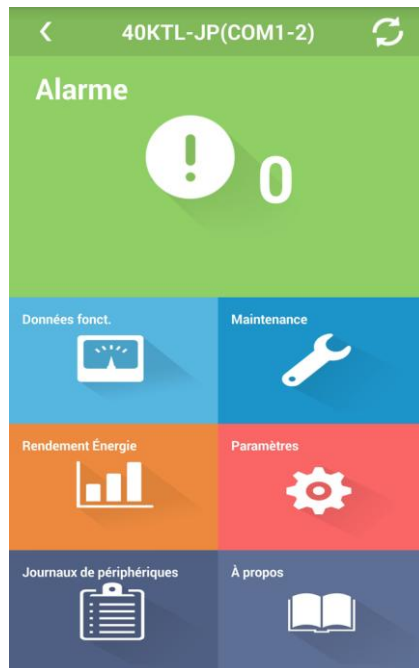 40KTL-JP(COM1-2)
Alarme
0
Données fonct.
Maintenance
Rendement Énergie
Paramètres
Journaux de périphériques
À propos